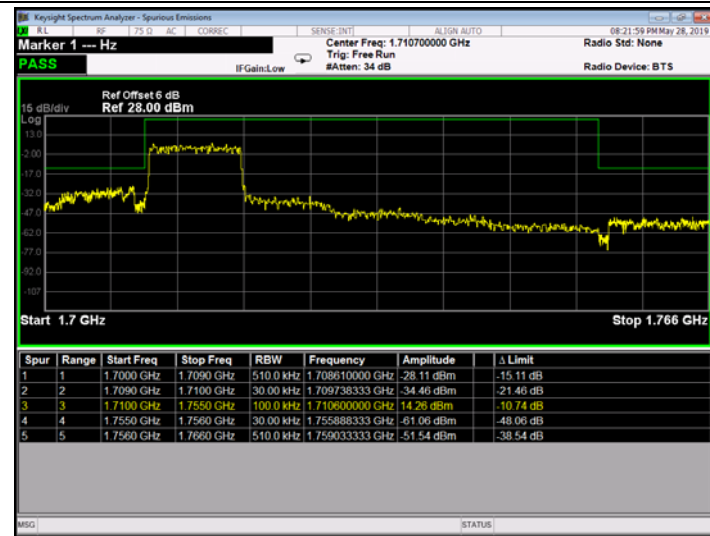 Keysight Spectrum Analyzer - Spurious Emissions
RL RF 75 Ω AC CORREC SENSE:INT ALIGN AUTO 08:21:59 PM May 28, 2019
Marker 1 --- Hz Center Freq: 1.710700000 GHz Radio Std: None
PASS IFGain:Low Trig: Free Run
#Atten: 34 dB Radio Device: BTS
Ref Offset 6 dB
15 dB/div Ref 28.00 dBm
Log
13.0
-2.00
-17.0
-32.0
-47.0
-62.0
-77.0
-92.0
-107
Start 1.7 GHz Stop 1.766 GHz
Spur Range Start Freq Stop Freq RBW Frequency Amplitude Δ Limit
1 1 1.7000 GHz 1.7090 GHz 510.0 kHz 1.708610000 GHz -28.11 dBm -15.11 dB
2 2 1.7090 GHz 1.7100 GHz 30.00 kHz 1.709738333 GHz -34.46 dBm -21.46 dB
3 3 1.7100 GHz 1.7550 GHz 100.0 kHz 1.710600000 GHz 14.26 dBm -10.74 dB
4 4 1.7550 GHz 1.7560 GHz 30.00 kHz 1.755888333 GHz -61.06 dBm -48.06 dB
5 5 1.7560 GHz 1.7660 GHz 510.0 kHz 1.759033333 GHz -51.54 dBm -38.54 dB
MSG STATUS